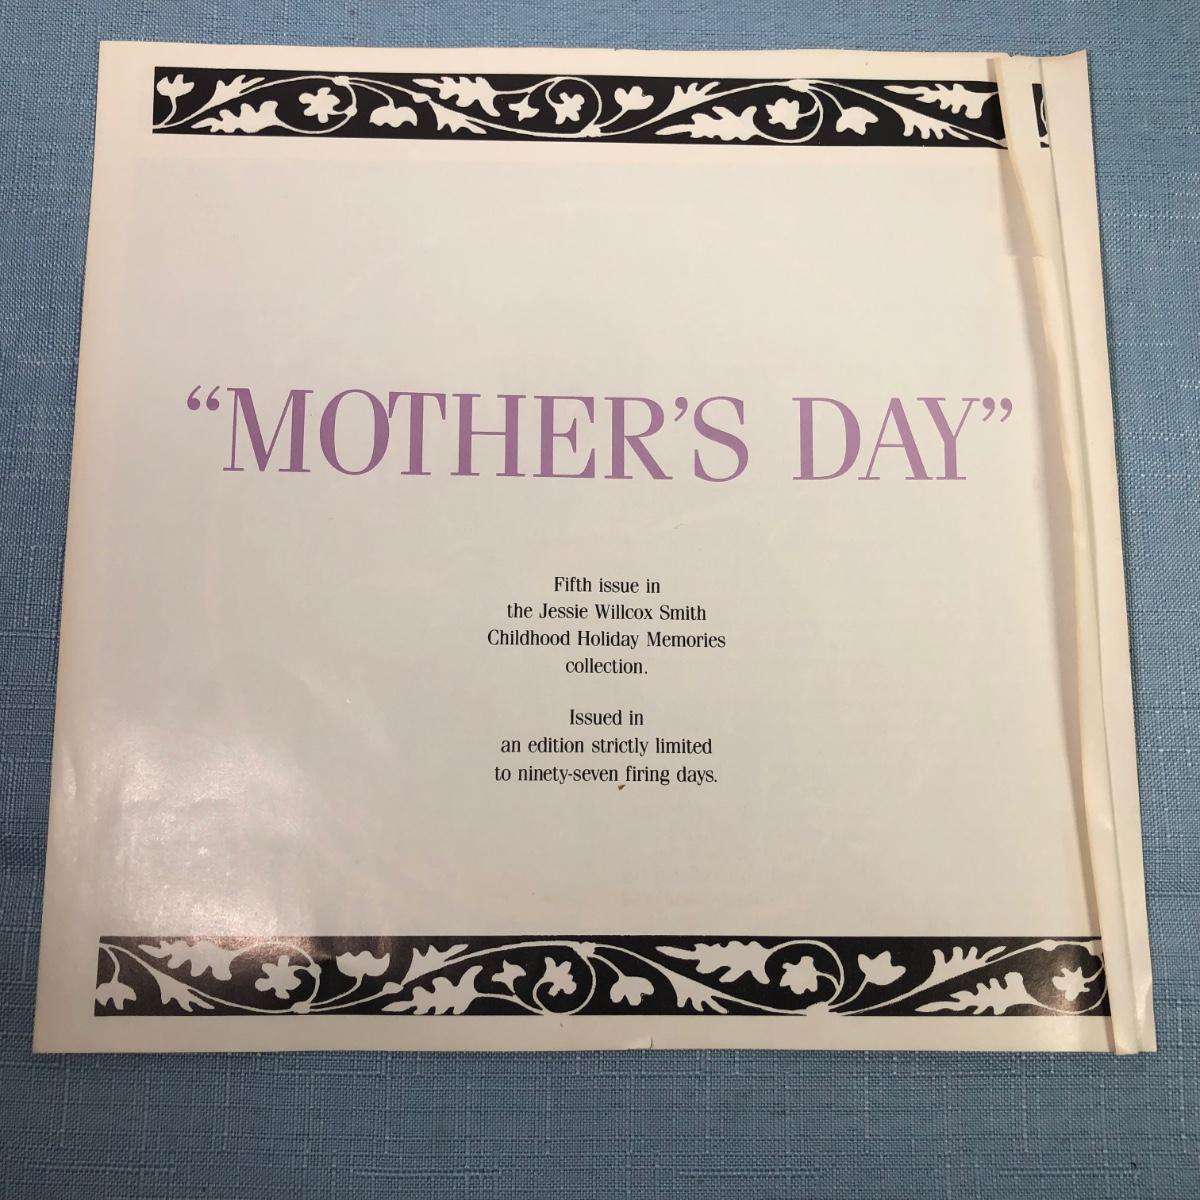 “MOTHER’S DAY”
Fifth issue in
the Jessie Willcox Smith
Childhood Holiday Memories
collection.
Issued in
an edition strictly limited
to ninety-seven firing days.